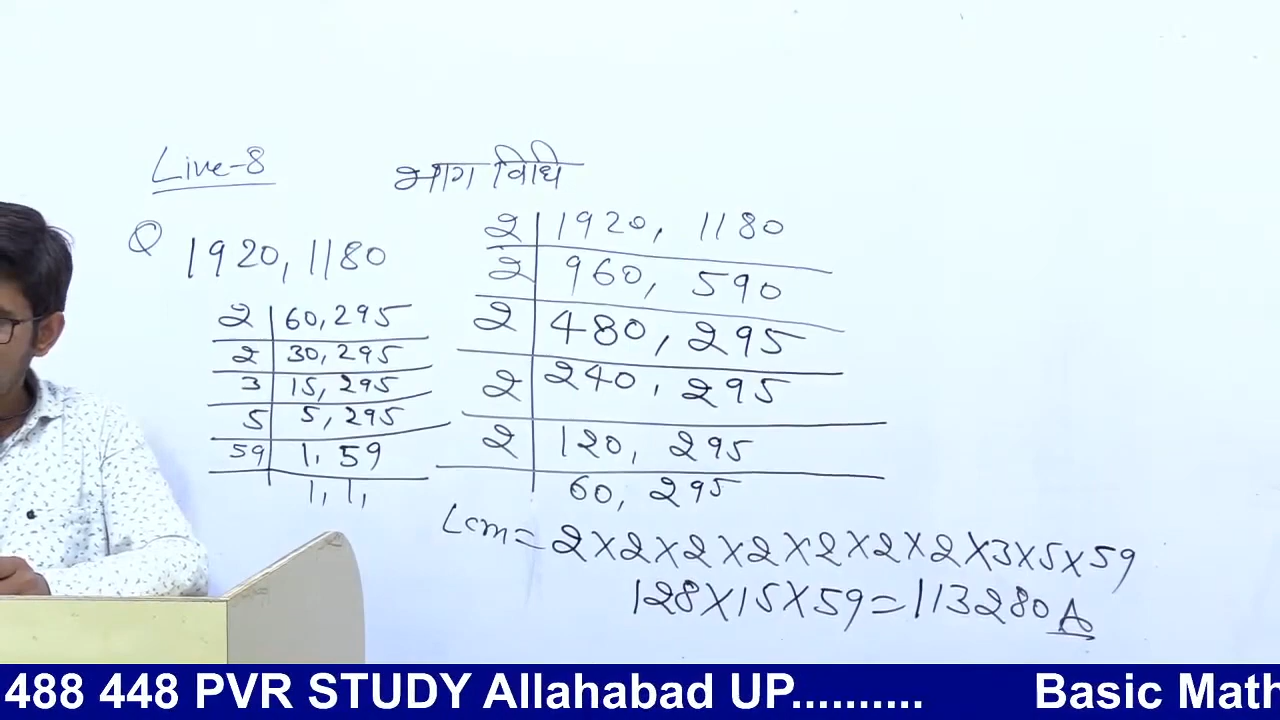 Live-8
भाग विधि
Q 1920, 1180
2 | 1920, 1180
2 | 960, 590
2 | 480, 295
2 | 240, 295
2 | 120, 295
60, 295
2 | 60, 295
2 | 30, 295
3 | 15, 295
5 | 5, 295
59 | 1, 59
1, 1,
Lcm = 2×2×2×2×2×2×2×3×5×59
128×15×59=113280 A
488 448 PVR STUDY Allahabad UP.......... Basic Math